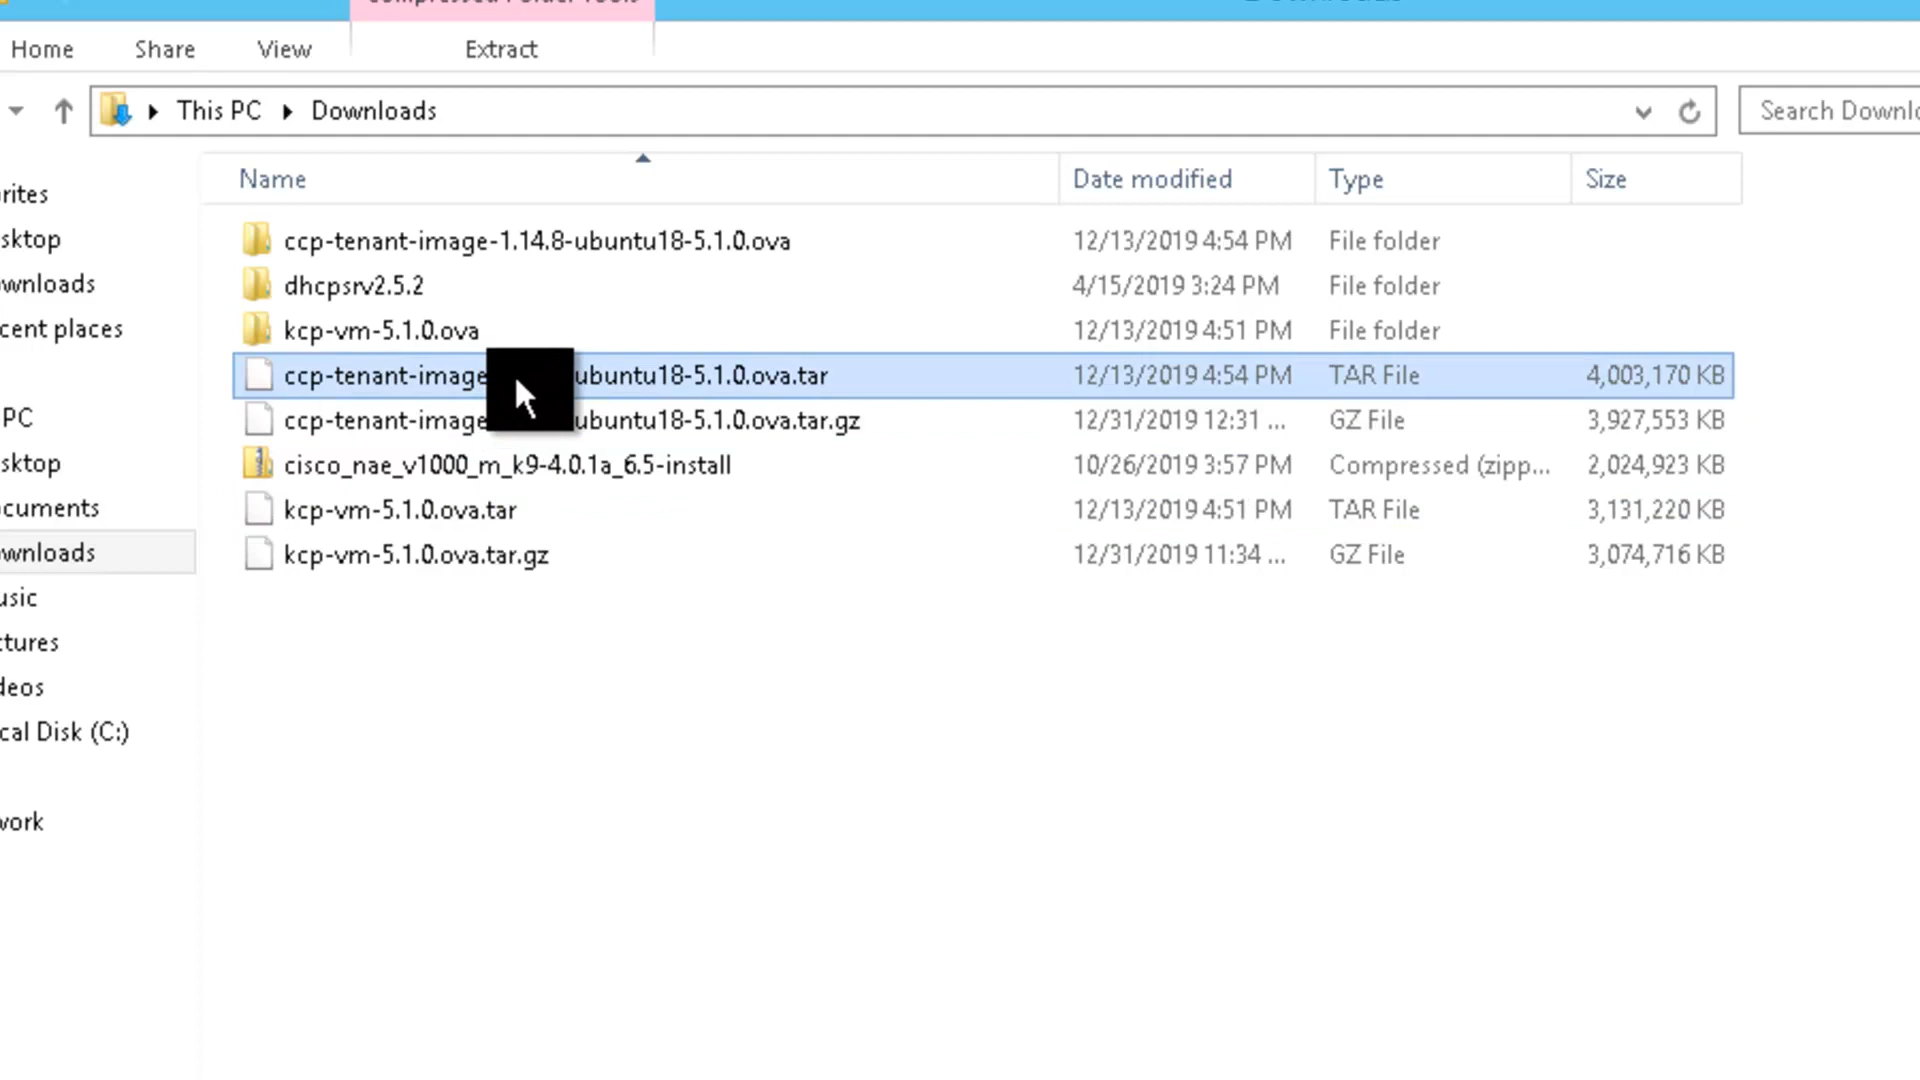 Home Share View Extract
This PC Downloads Search Downlo
Name Date modified Type Size
rites
sktop
wnloads
cent places
PC
sktop
cuments
wnloads
usic
ctures
deos
cal Disk (C:)
work
ccp-tenant-image-1.14.8-ubuntu18-5.1.0.ova 12/13/2019 4:54 PM File folder
dhcpsrv2.5.2 4/15/2019 3:24 PM File folder
kcp-vm-5.1.0.ova 12/13/2019 4:51 PM File folder
ccp-tenant-image ubuntu18-5.1.0.ova.tar 12/13/2019 4:54 PM TAR File 4,003,170 KB
ccp-tenant-image ubuntu18-5.1.0.ova.tar.gz 12/31/2019 12:31 ... GZ File 3,927,553 KB
cisco_nae_v1000_m_k9-4.0.1a_6.5-install 10/26/2019 3:57 PM Compressed (zipp... 2,024,923 KB
kcp-vm-5.1.0.ova.tar 12/13/2019 4:51 PM TAR File 3,131,220 KB
kcp-vm-5.1.0.ova.tar.gz 12/31/2019 11:34 ... GZ File 3,074,716 KB